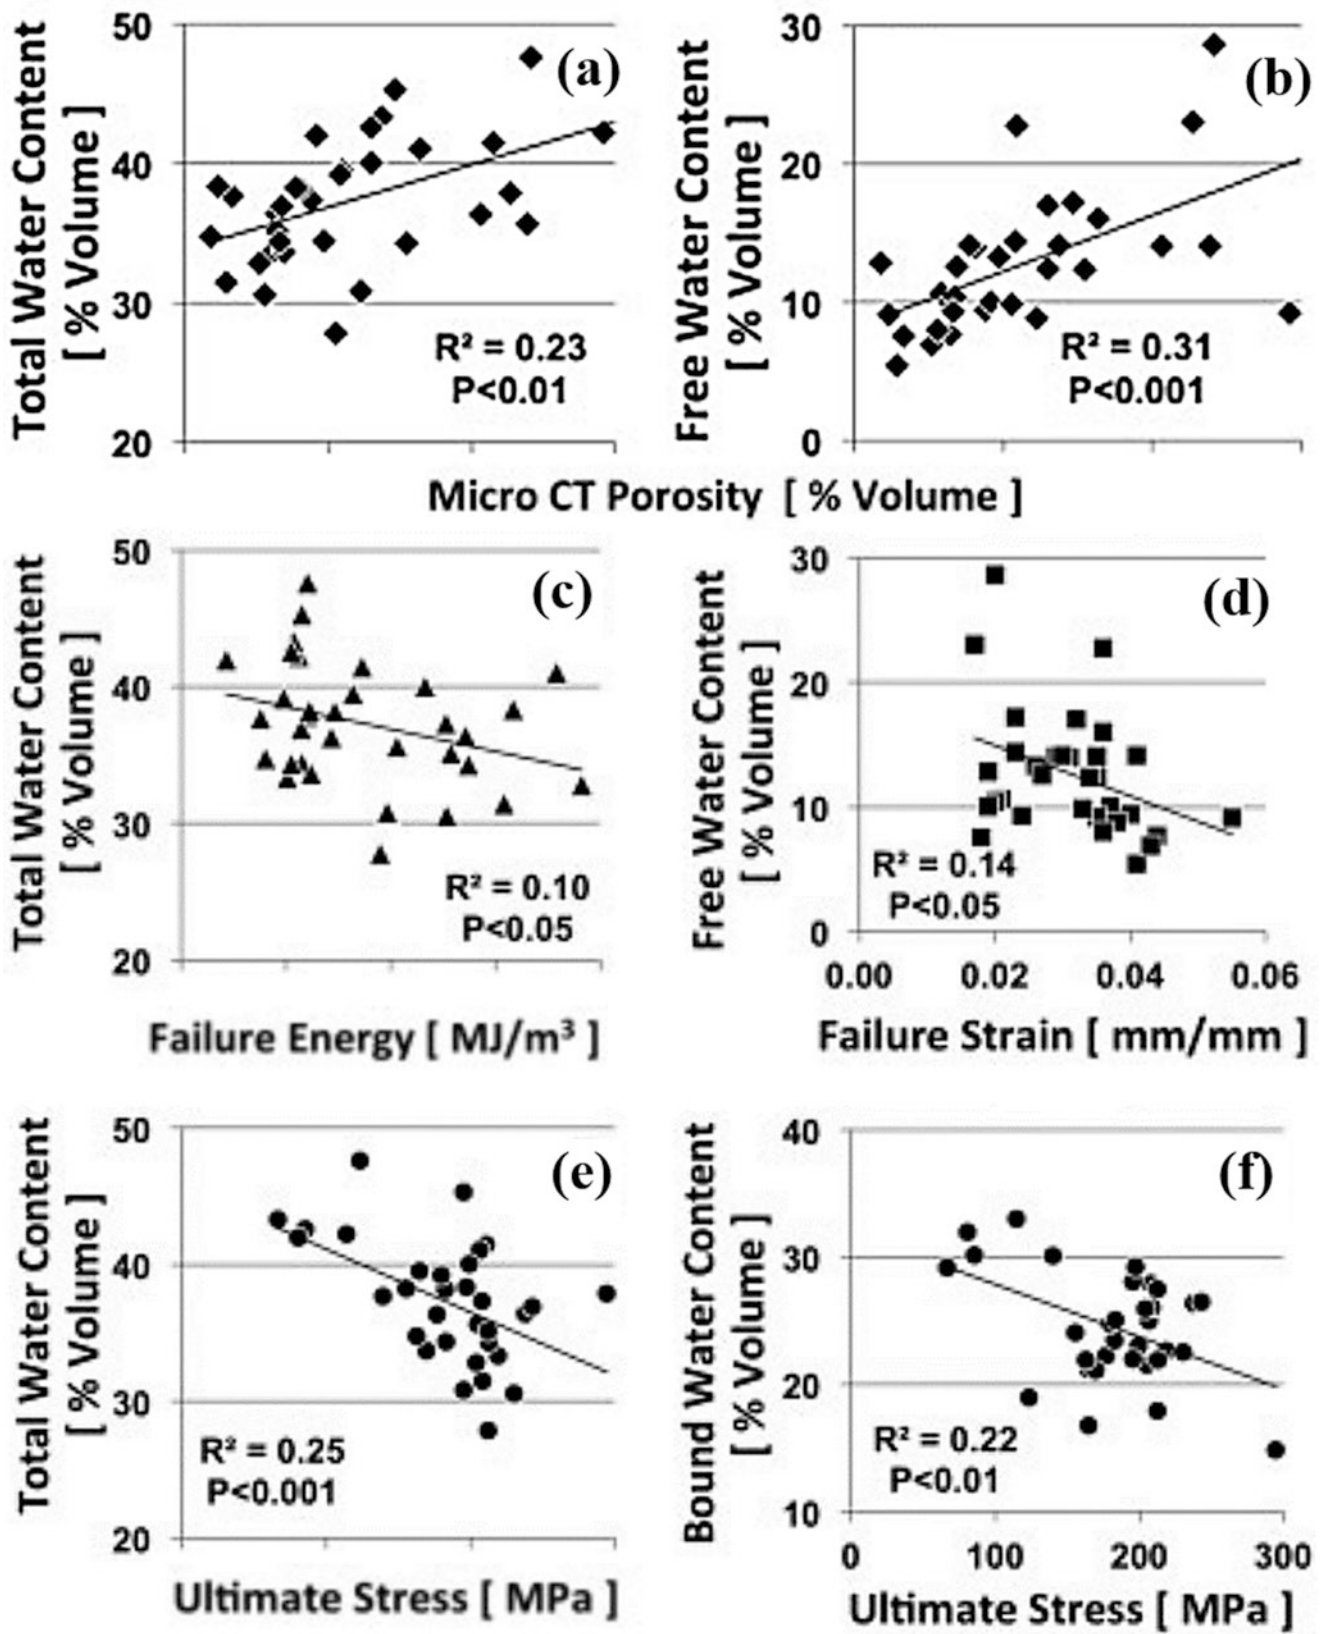 Total Water Content
[ % Volume ]
50
40
30
20
(a)
R² = 0.23
P<0.01
Free Water Content
[ % Volume ]
30
20
10
0
(b)
R² = 0.31
P<0.001
Micro CT Porosity [ % Volume ]
Total Water Content
[ % Volume ]
50
40
30
20
(c)
R² = 0.10
P<0.05
Failure Energy [ MJ/m³ ]
Free Water Content
[ % Volume ]
30
20
10
0
(d)
R² = 0.14
P<0.05
0.00 0.02 0.04 0.06
Failure Strain [ mm/mm ]
Total Water Content
[ % Volume ]
50
40
30
20
(e)
R² = 0.25
P<0.001
Ultimate Stress [ MPa ]
Bound Water Content
[ % Volume ]
40
30
20
10
(f)
R² = 0.22
P<0.01
0 100 200 300
Ultimate Stress [ MPa ]